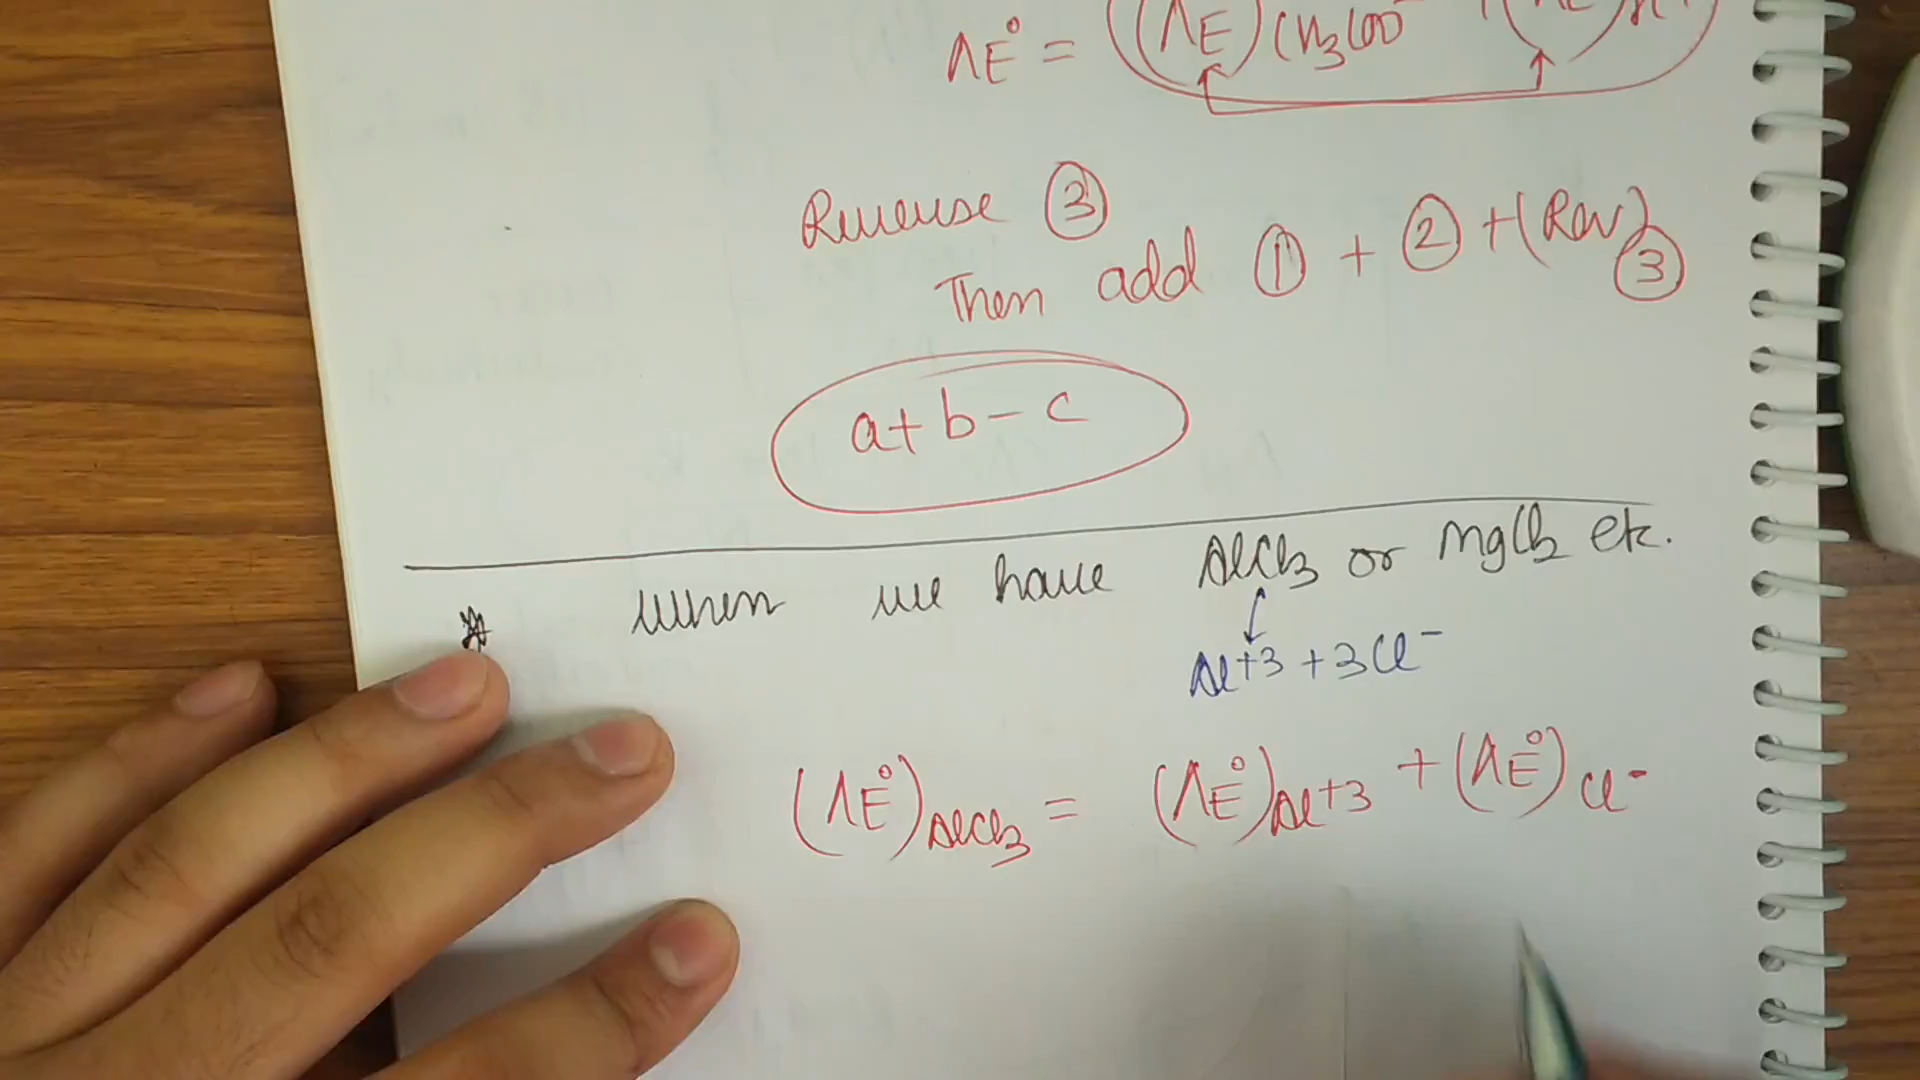 ΛE° = (ΛE) CH3COO⁻ +
Reverse ③
Then add ① + ② + (Rev) ③
a + b - c
* When we have AlCl3 or MgCl2 etc.
Al+3 + 3Cl⁻
(ΛE°)AlCl3 = (ΛE°)Al+3 + (ΛE°)Cl⁻